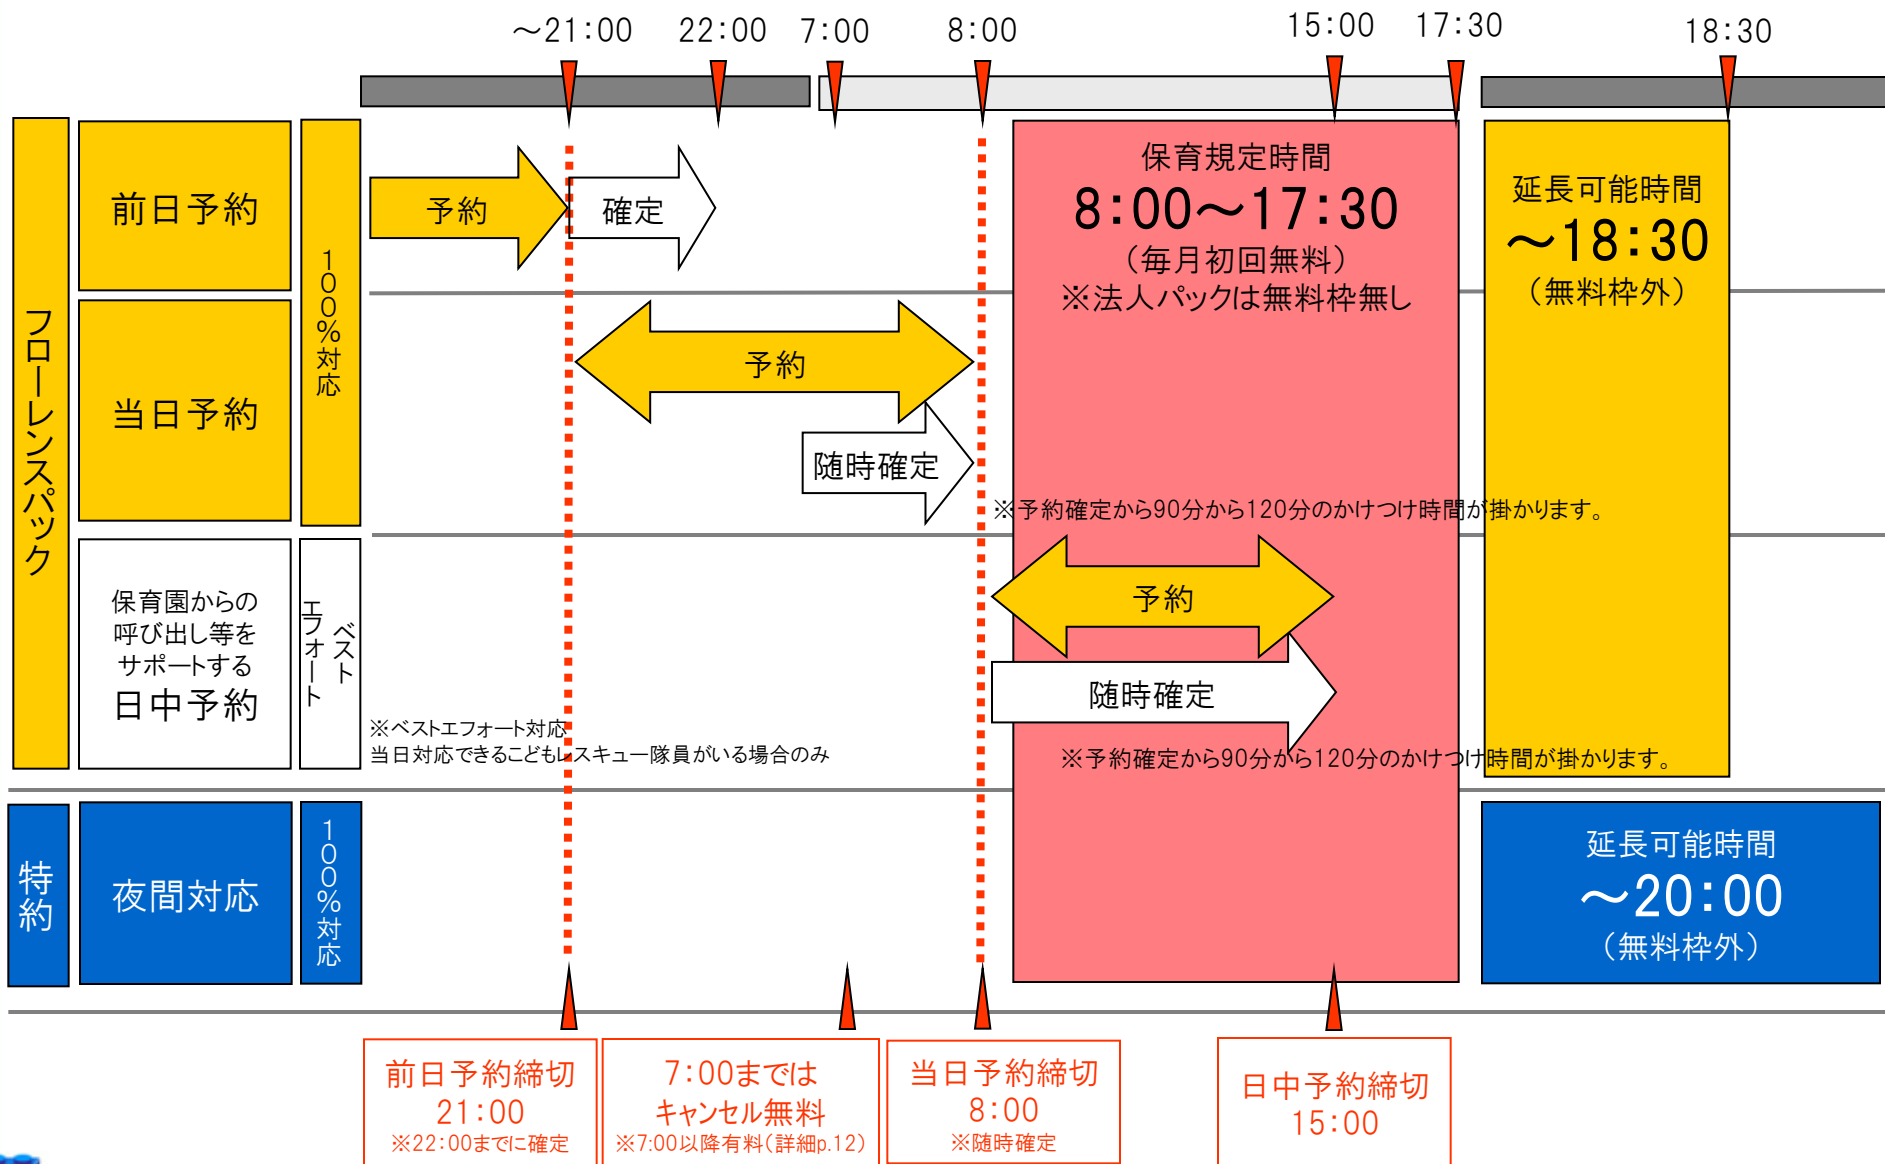 ～21:00
22:00
7:00
8:00
15:00
17:30
18:30
フローレンスパック
前日予約
100%対応
予約
確定
保育規定時間
8:00～17:30
（毎月初回無料）
※法人パックは無料枠無し
延長可能時間
～18:30
（無料枠外）
当日予約
予約
随時確定
※予約確定から90分から120分のかけつけ時間が掛かります。
保育園からの
呼び出し等を
サポートする
日中予約
ベスト
エフォート
予約
随時確定
※ベストエフォート対応
当日対応できるこどもレスキュー隊員がいる場合のみ
※予約確定から90分から120分のかけつけ時間が掛かります。
特約
夜間対応
100%対応
延長可能時間
～20:00
（無料枠外）
前日予約締切
21:00
※22:00までに確定
7:00までは
キャンセル無料
※7:00以降有料（詳細p.12）
当日予約締切
8:00
※随時確定
日中予約締切
15:00